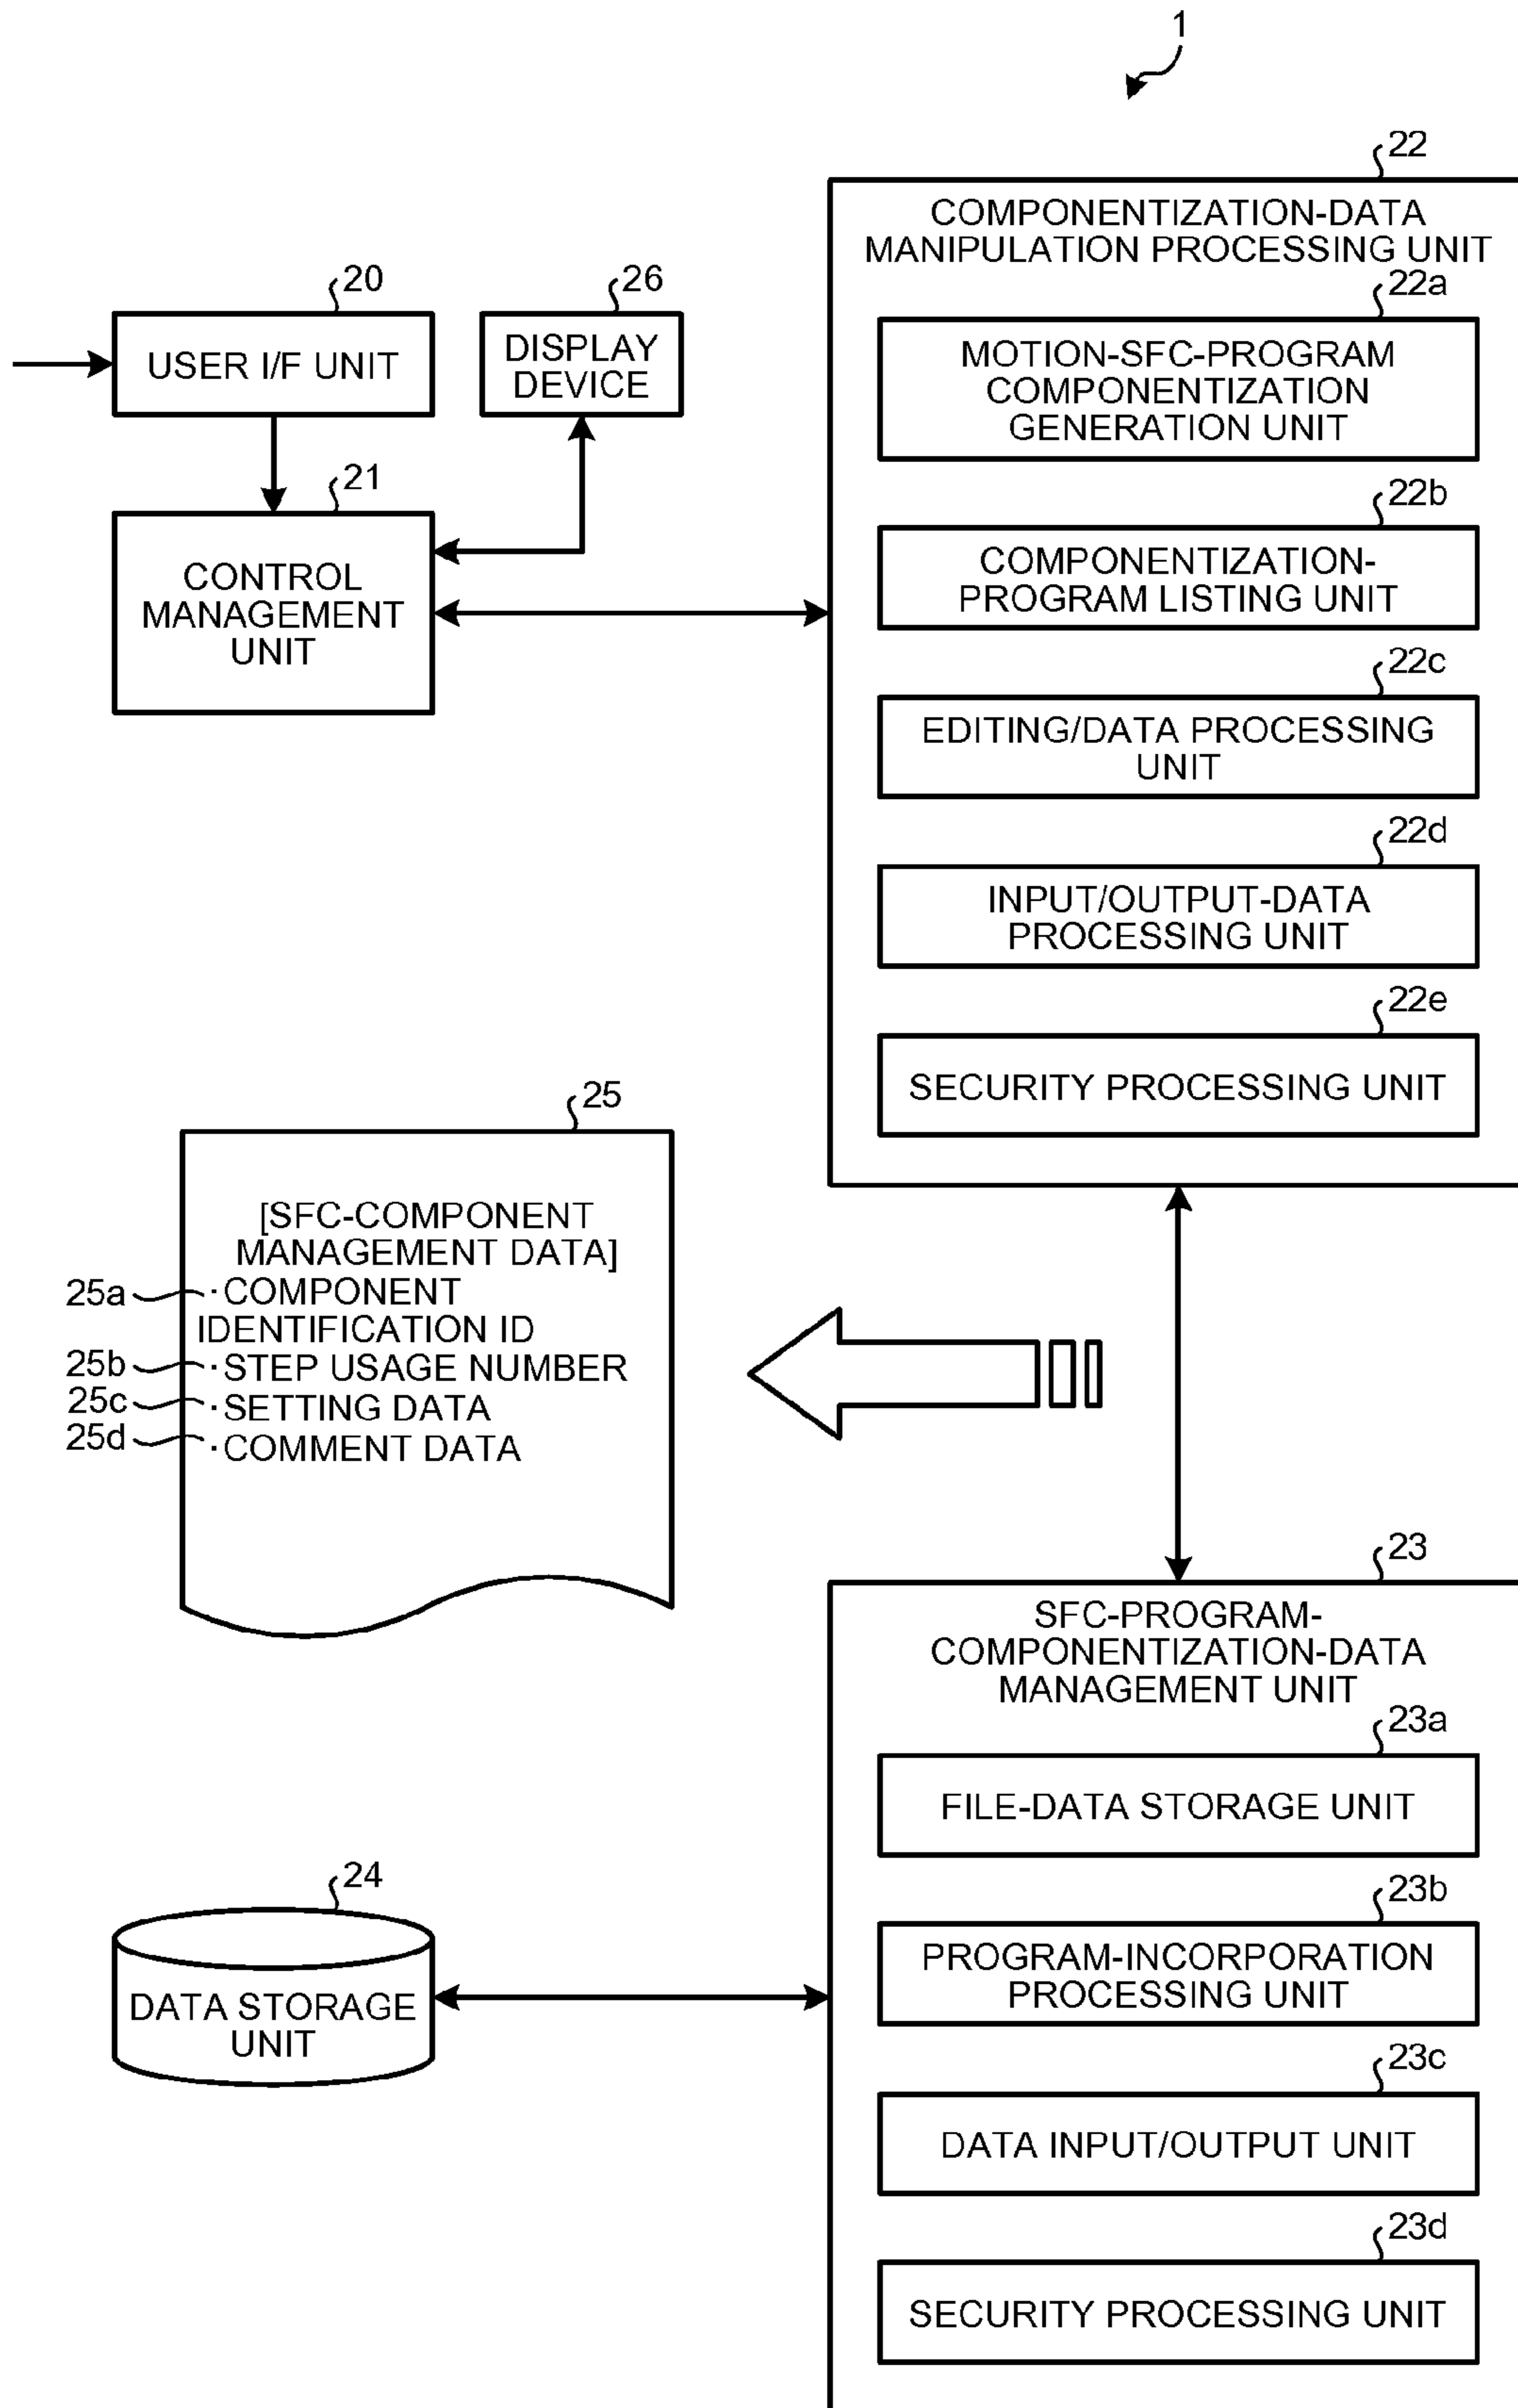 1
22
COMPONENTIZATION-DATA
MANIPULATION PROCESSING UNIT
22a
MOTION-SFC-PROGRAM
COMPONENTIZATION
GENERATION UNIT
22b
COMPONENTIZATION-
PROGRAM LISTING UNIT
22c
EDITING/DATA PROCESSING
UNIT
22d
INPUT/OUTPUT-DATA
PROCESSING UNIT
22e
SECURITY PROCESSING UNIT
20
USER I/F UNIT
26
DISPLAY
DEVICE
21
CONTROL
MANAGEMENT
UNIT
25
[SFC-COMPONENT
MANAGEMENT DATA]
25a ·COMPONENT
IDENTIFICATION ID
25b ·STEP USAGE NUMBER
25c ·SETTING DATA
25d ·COMMENT DATA
23
SFC-PROGRAM-
COMPONENTIZATION-DATA
MANAGEMENT UNIT
23a
FILE-DATA STORAGE UNIT
23b
PROGRAM-INCORPORATION
PROCESSING UNIT
23c
DATA INPUT/OUTPUT UNIT
23d
SECURITY PROCESSING UNIT
24
DATA STORAGE
UNIT